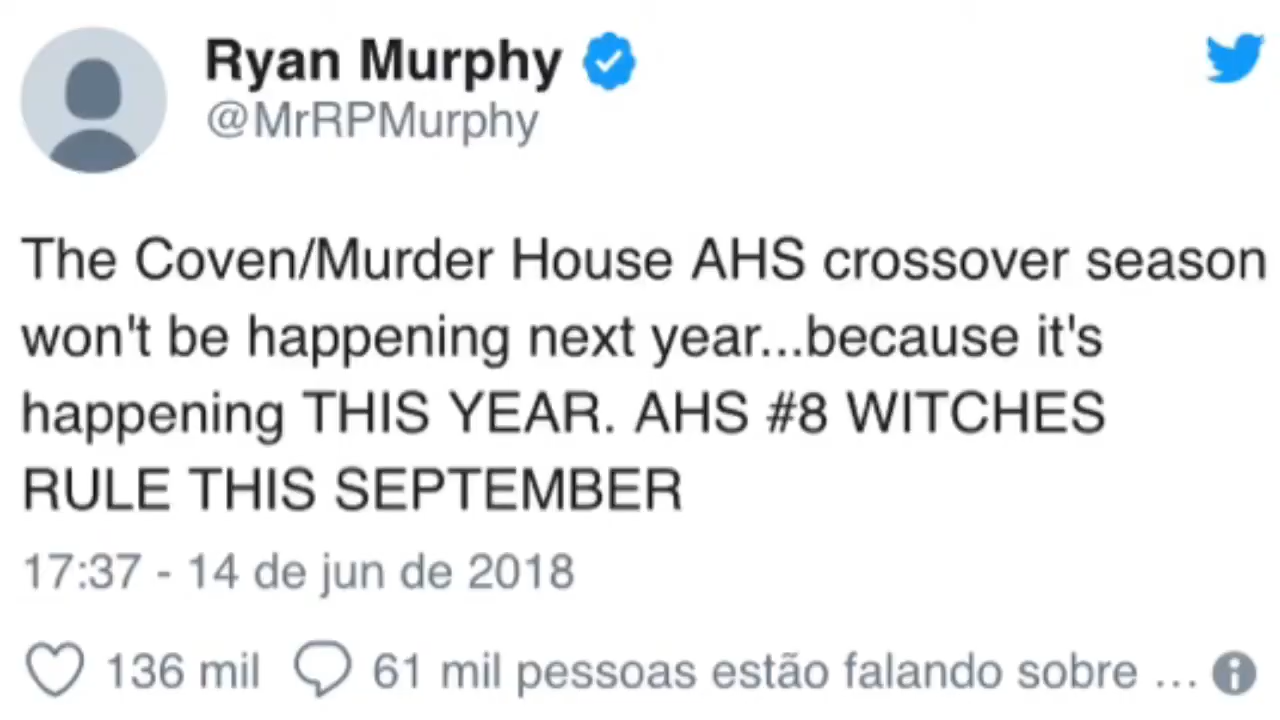 Ryan Murphy
@MrRPMurphy
The Coven/Murder House AHS crossover season
won't be happening next year...because it's
happening THIS YEAR. AHS #8 WITCHES
RULE THIS SEPTEMBER
17:37 - 14 de jun de 2018
136 mil 61 mil pessoas estão falando sobre ...